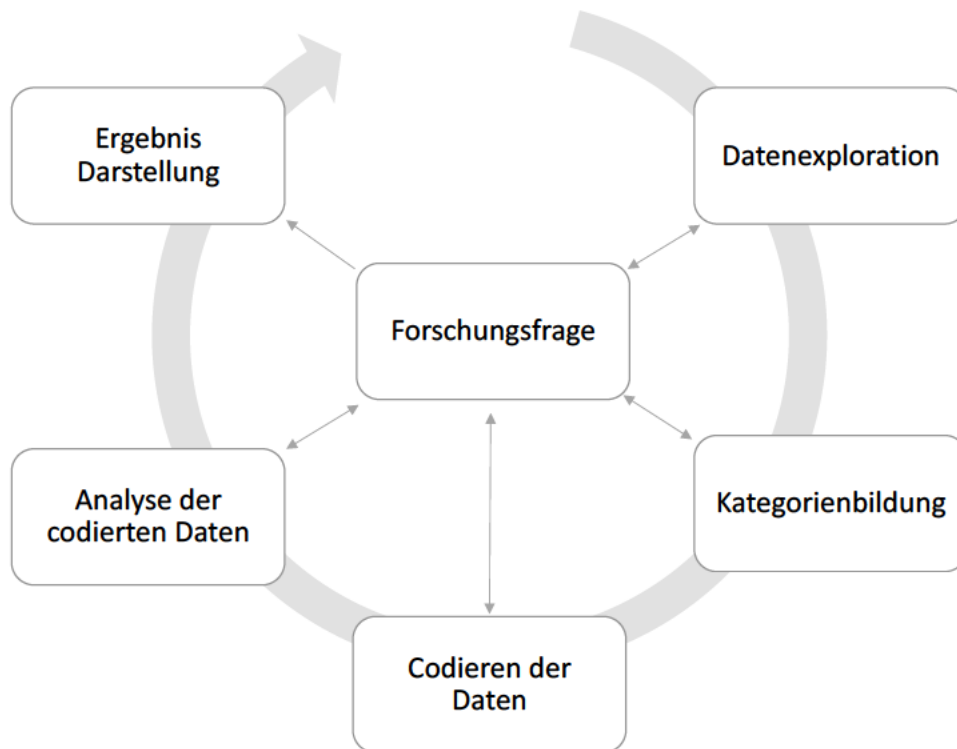 Ergebnis
Darstellung
Datenexploration
Forschungsfrage
Analyse der
codierten Daten
Kategorienbildung
Codieren der
Daten